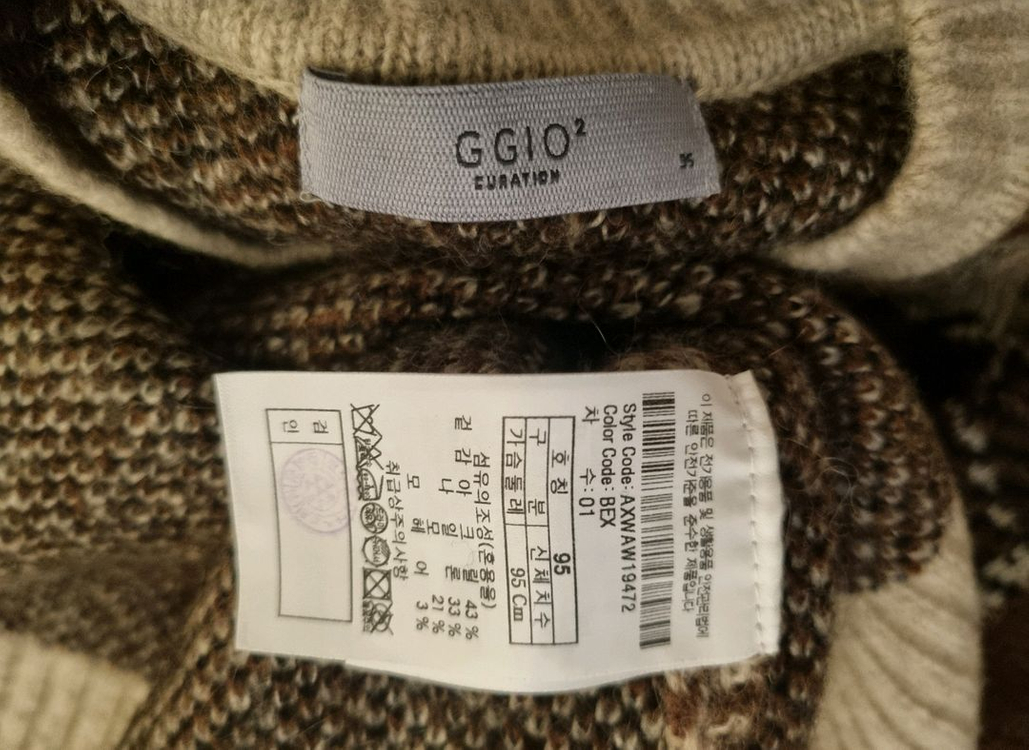 GGIO²
CURATION
95
이 제품은 전기용품 및 생활용품 안전관리법에
따른 안전기준을 준수한 제품입니다
Style Code: AXWAW19472
Color Code: BEX
차 수: 01
호칭 95
구 분 신체치수
가슴둘레 95 Cm
섬유의조성(혼용율)
겉감 아크릴 43 %
나일론 33 %
모 21 %
모 헤어 3 %
취급상주의사항
검인